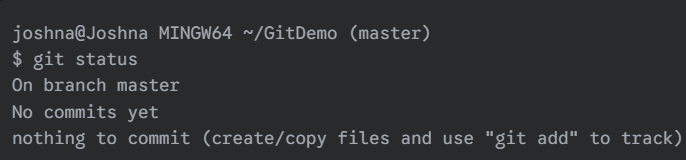 joshna@Joshna MINGW64 ~/GitDemo (master)
$ git status
On branch master
No commits yet
nothing to commit (create/copy files and use "git add" to track)